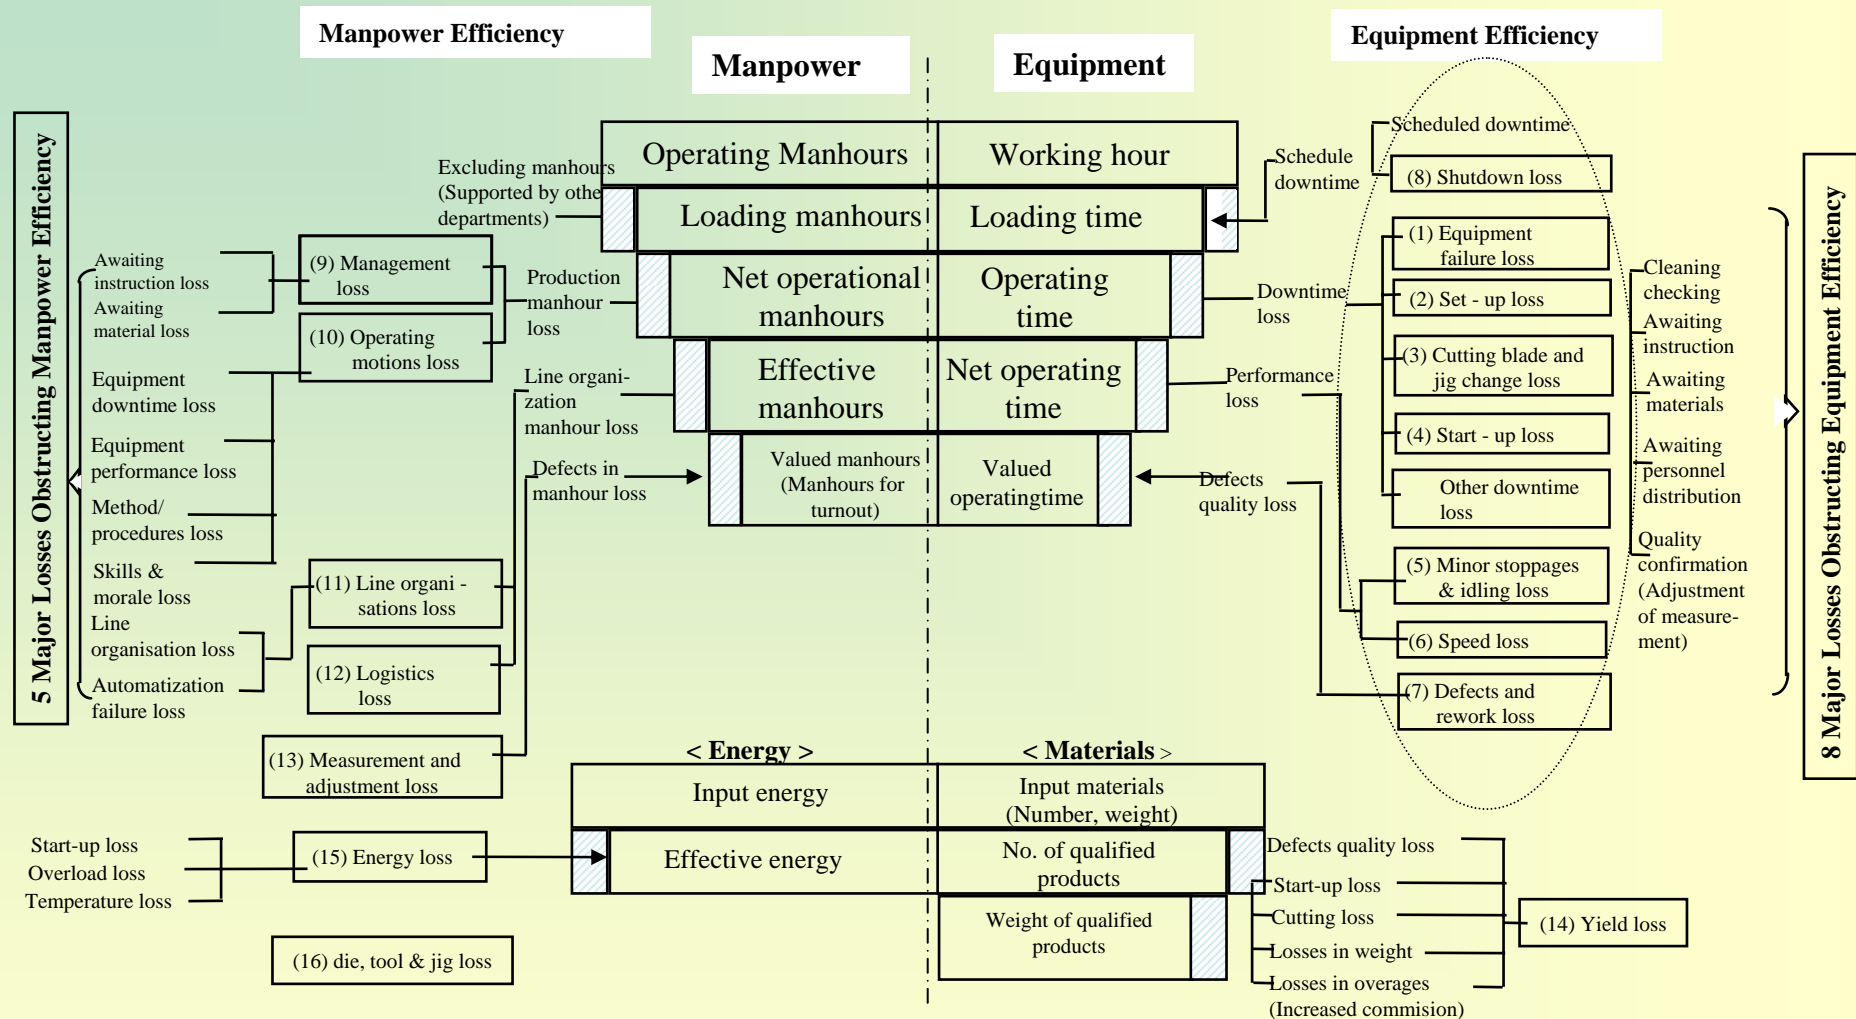 Manpower Efficiency
Manpower
Equipment
Equipment Efficiency
5 Major Losses Obstructing Manpower Efficiency
8 Major Losses Obstructing Equipment Efficiency
Operating Manhours
Working hour
Loading manhours
Loading time
Net operational
manhours
Operating
time
Effective
manhours
Net operating
time
Valued manhours
(Manhours for
turnout)
Valued
operatingtime
Excluding manhours
(Supported by othe
departments)
Production
manhour
loss
Line organi-
zation
manhour loss
Defects in
manhour loss
(9) Management
loss
(10) Operating
motions loss
(11) Line organi -
sations loss
(12) Logistics
loss
(13) Measurement and
adjustment loss
Awaiting
instruction loss
Awaiting
material loss
Equipment
downtime loss
Equipment
performance loss
Method/
procedures loss
Skills &
morale loss
Line
organisation loss
Automatization
failure loss
Schedule
downtime
Scheduled downtime
(8) Shutdown loss
Downtime
loss
(1) Equipment
failure loss
(2) Set - up loss
(3) Cutting blade and
jig change loss
(4) Start - up loss
Other downtime
loss
Performance
loss
(5) Minor stoppages
& idling loss
(6) Speed loss
Defects
quality loss
(7) Defects and
rework loss
Cleaning
checking
Awaiting
instruction
Awaiting
materials
Awaiting
personnel
distribution
Quality
confirmation
(Adjustment
of measure-
ment)
< Energy >
< Materials >
Input energy
Input materials
(Number, weight)
Effective energy
No. of qualified
products
Weight of qualified
products
Start-up loss
Overload loss
Temperature loss
(15) Energy loss
(16) die, tool & jig loss
Defects quality loss
Start-up loss
Cutting loss
Losses in weight
Losses in overages
(Increased commision)
(14) Yield loss